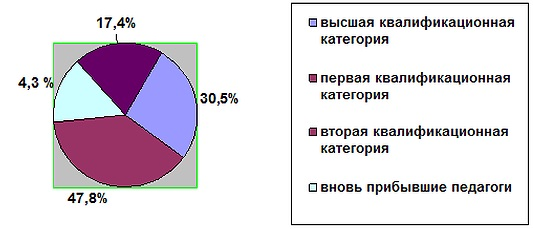 17,4%
4,3 %
30,5%
47,8%
высшая квалификационная
категория
первая квалификационная
категория
вторая квалификационная
категория
вновь прибывшие педагоги